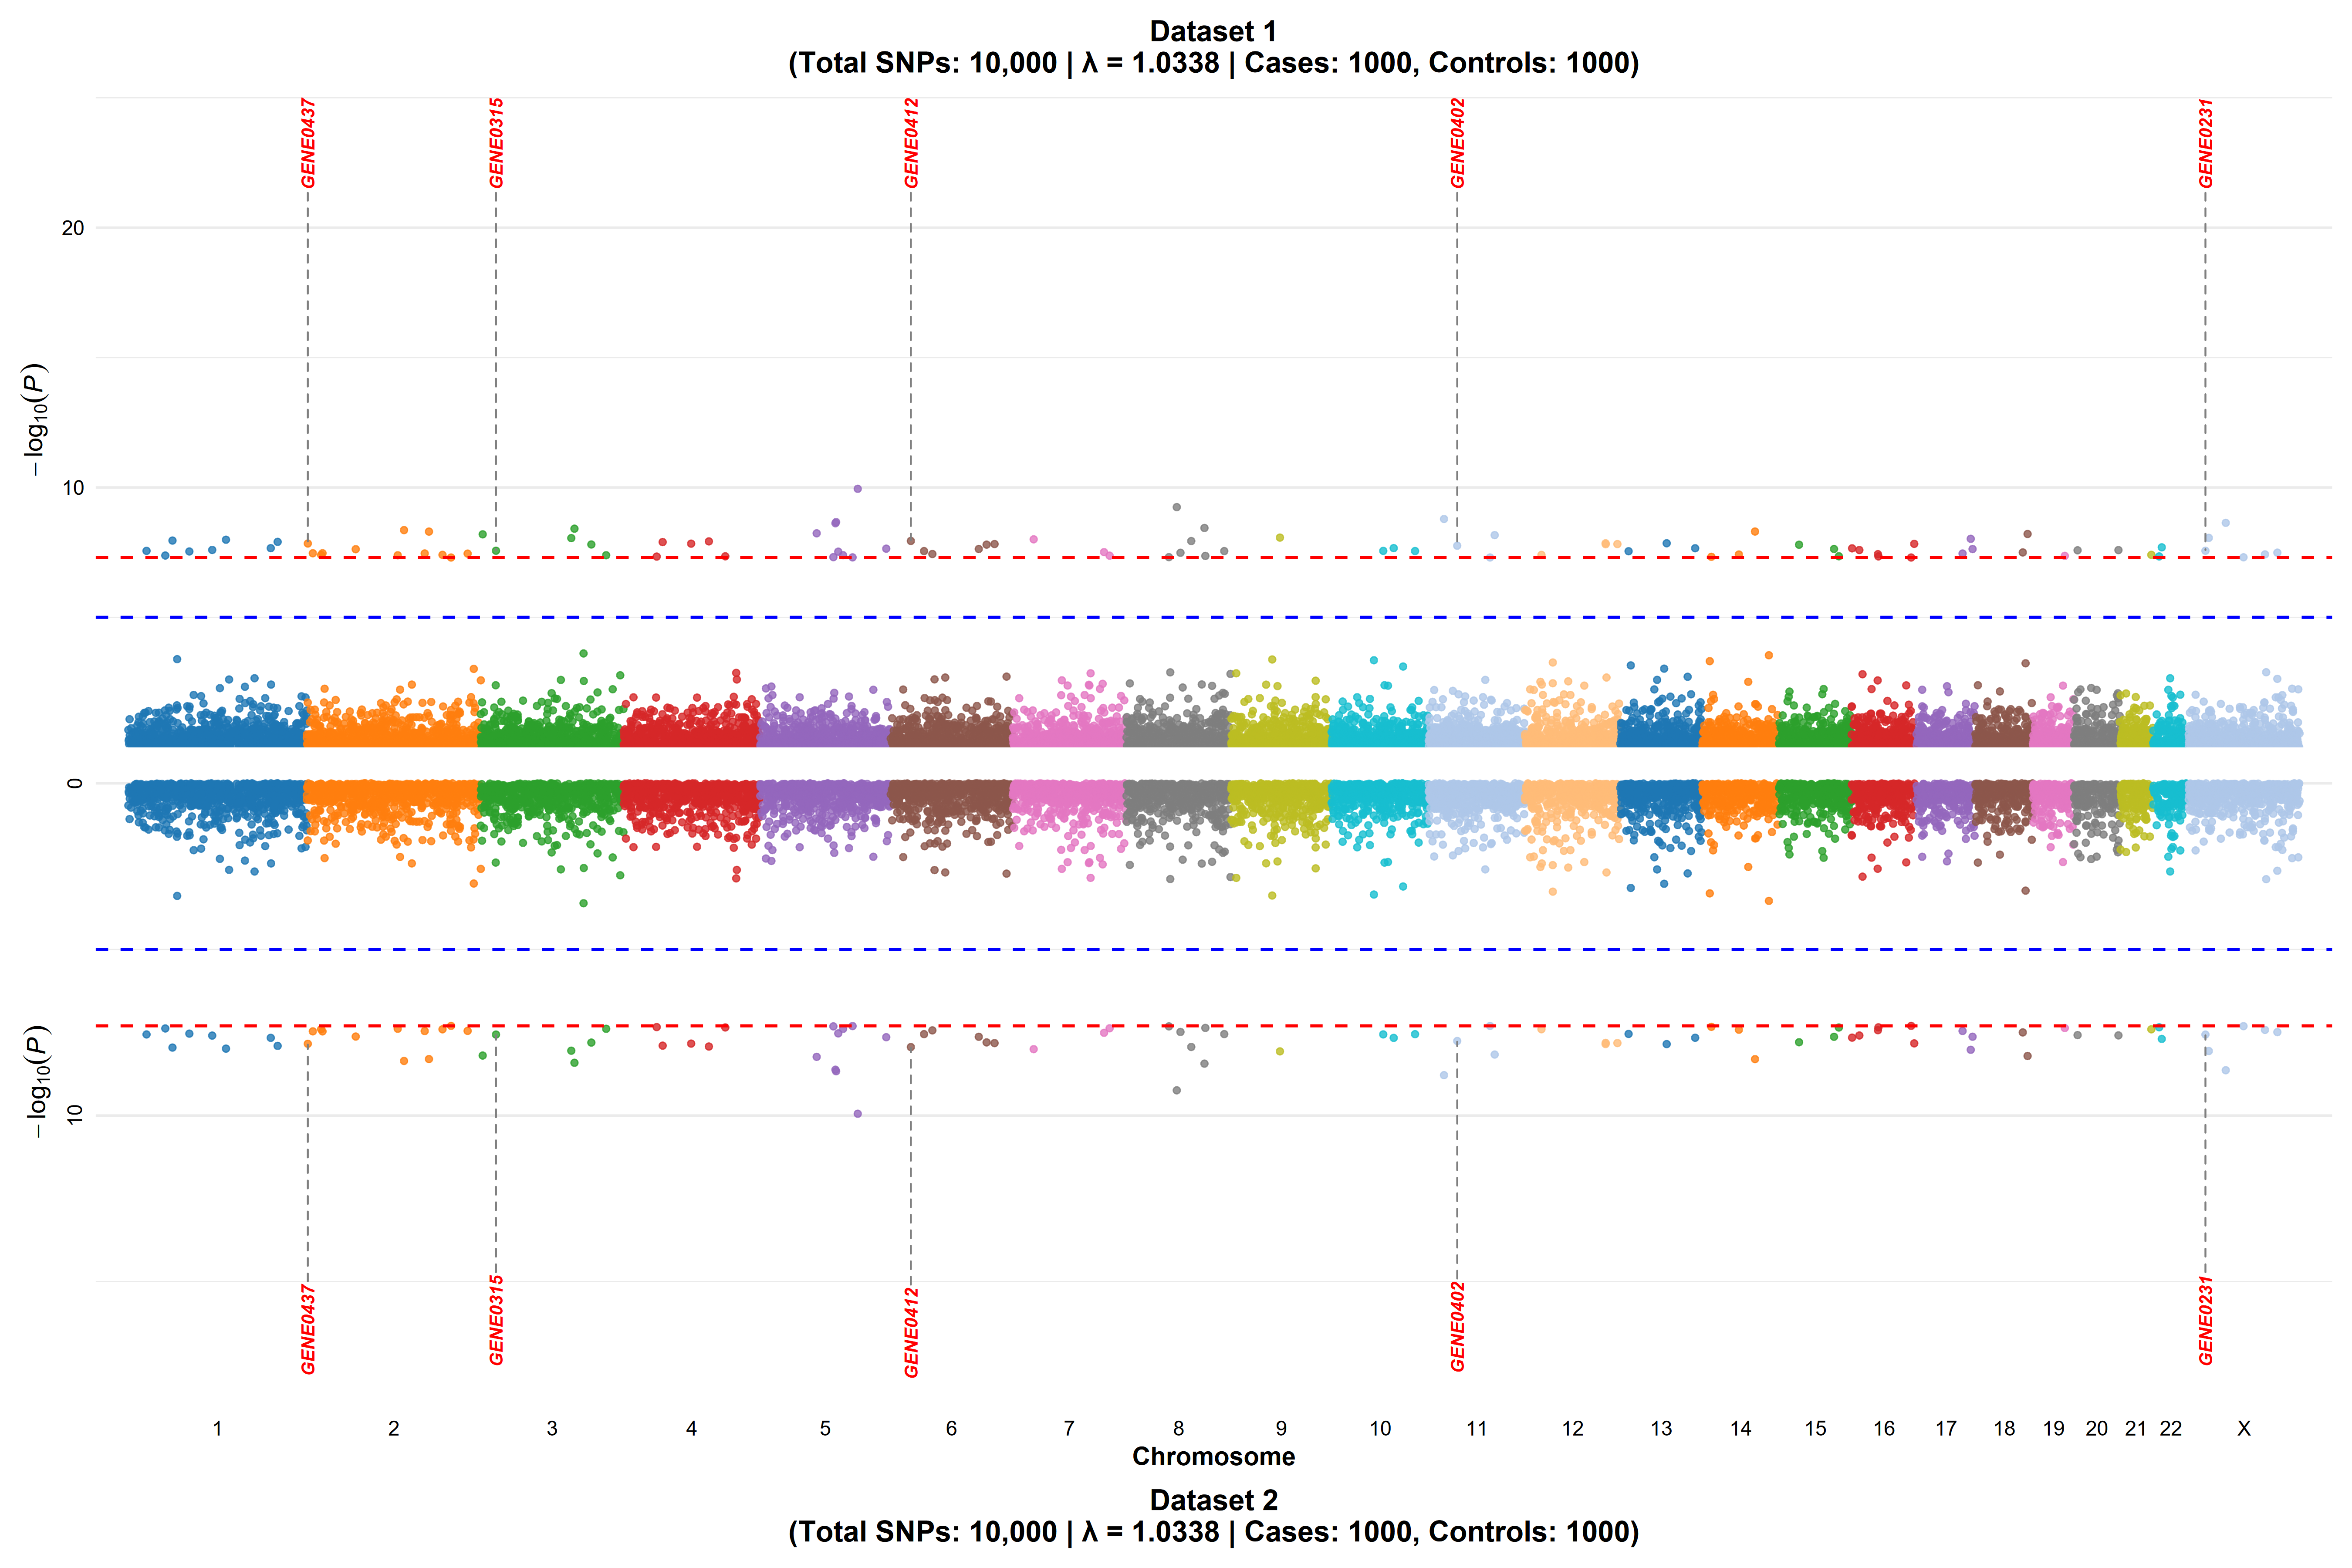 Dataset 1
(Total SNPs: 10,000 | λ = 1.0338 | Cases: 1000, Controls: 1000)
GENE0437
GENE0315
GENE0412
GENE0402
GENE0231
20
−log10(P)
10
0
−log10(P)
10
GENE0437
GENE0315
GENE0412
GENE0402
GENE0231
1 2 3 4 5 6 7 8 9 10 11 12 13 14 15 16 17 18 19 20 21 22 X
Chromosome
Dataset 2
(Total SNPs: 10,000 | λ = 1.0338 | Cases: 1000, Controls: 1000)